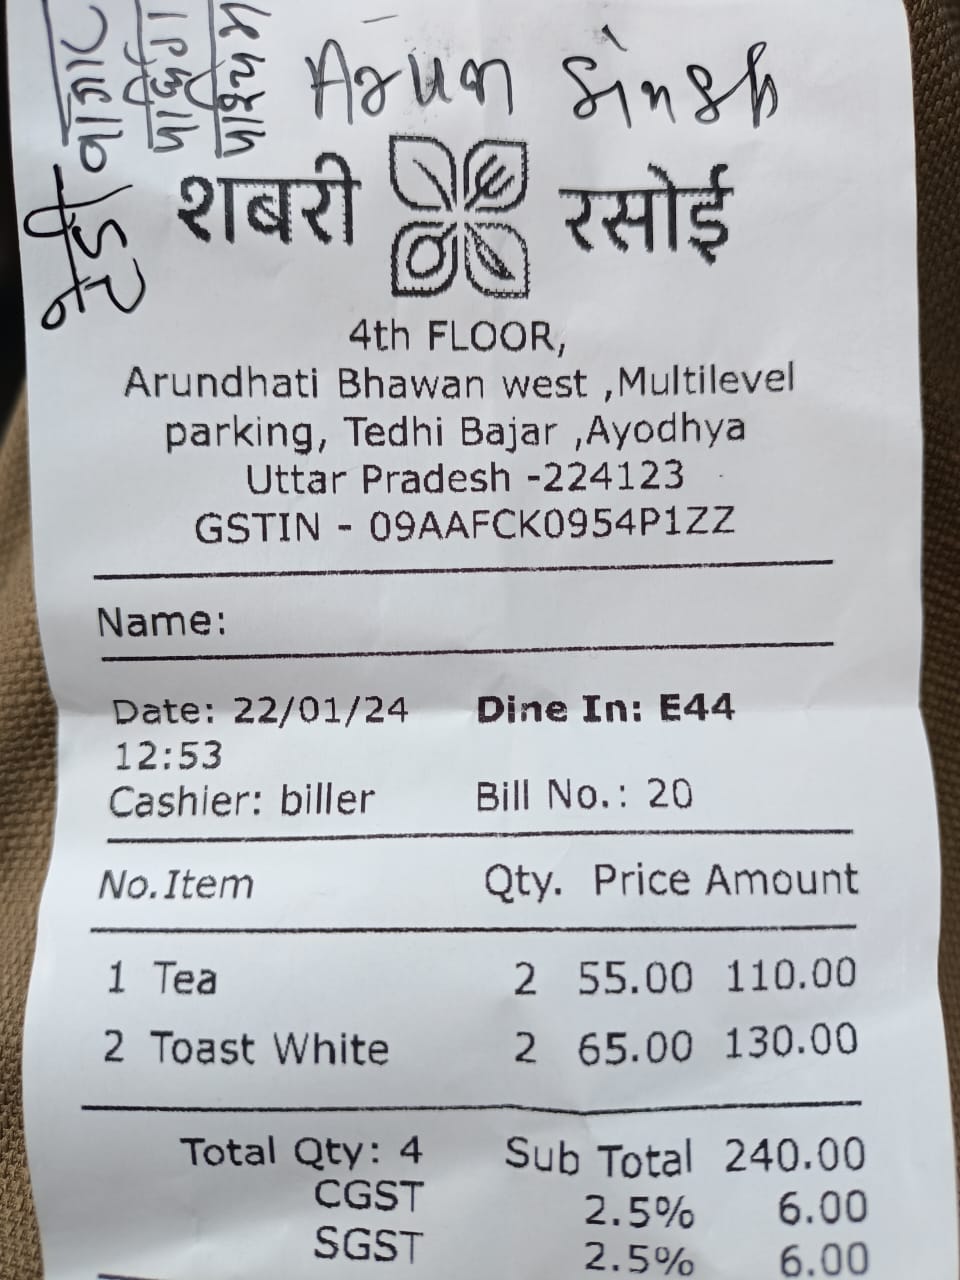 Arun Singh
शबरी रसोई
4th FLOOR,
Arundhati Bhawan west ,Multilevel
parking, Tedhi Bajar ,Ayodhya
Uttar Pradesh -224123
GSTIN - 09AAFCK0954P1ZZ
Name:
Date: 22/01/24 Dine In: E44
12:53
Cashier: biller Bill No.: 20
No.Item Qty. Price Amount
1 Tea 2 55.00 110.00
2 Toast White 2 65.00 130.00
Total Qty: 4 Sub Total 240.00
CGST 2.5% 6.00
SGST 2.5% 6.00